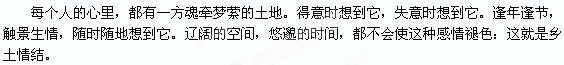 每个人的心里，都有一方魂牵梦萦的土地。得意时想到它，失意时想到它。逢年逢节，
触景生情，随时随地想到它。辽阔的空间，悠邈的时间，都不会使这种感情褪色：这就是乡
土情结。